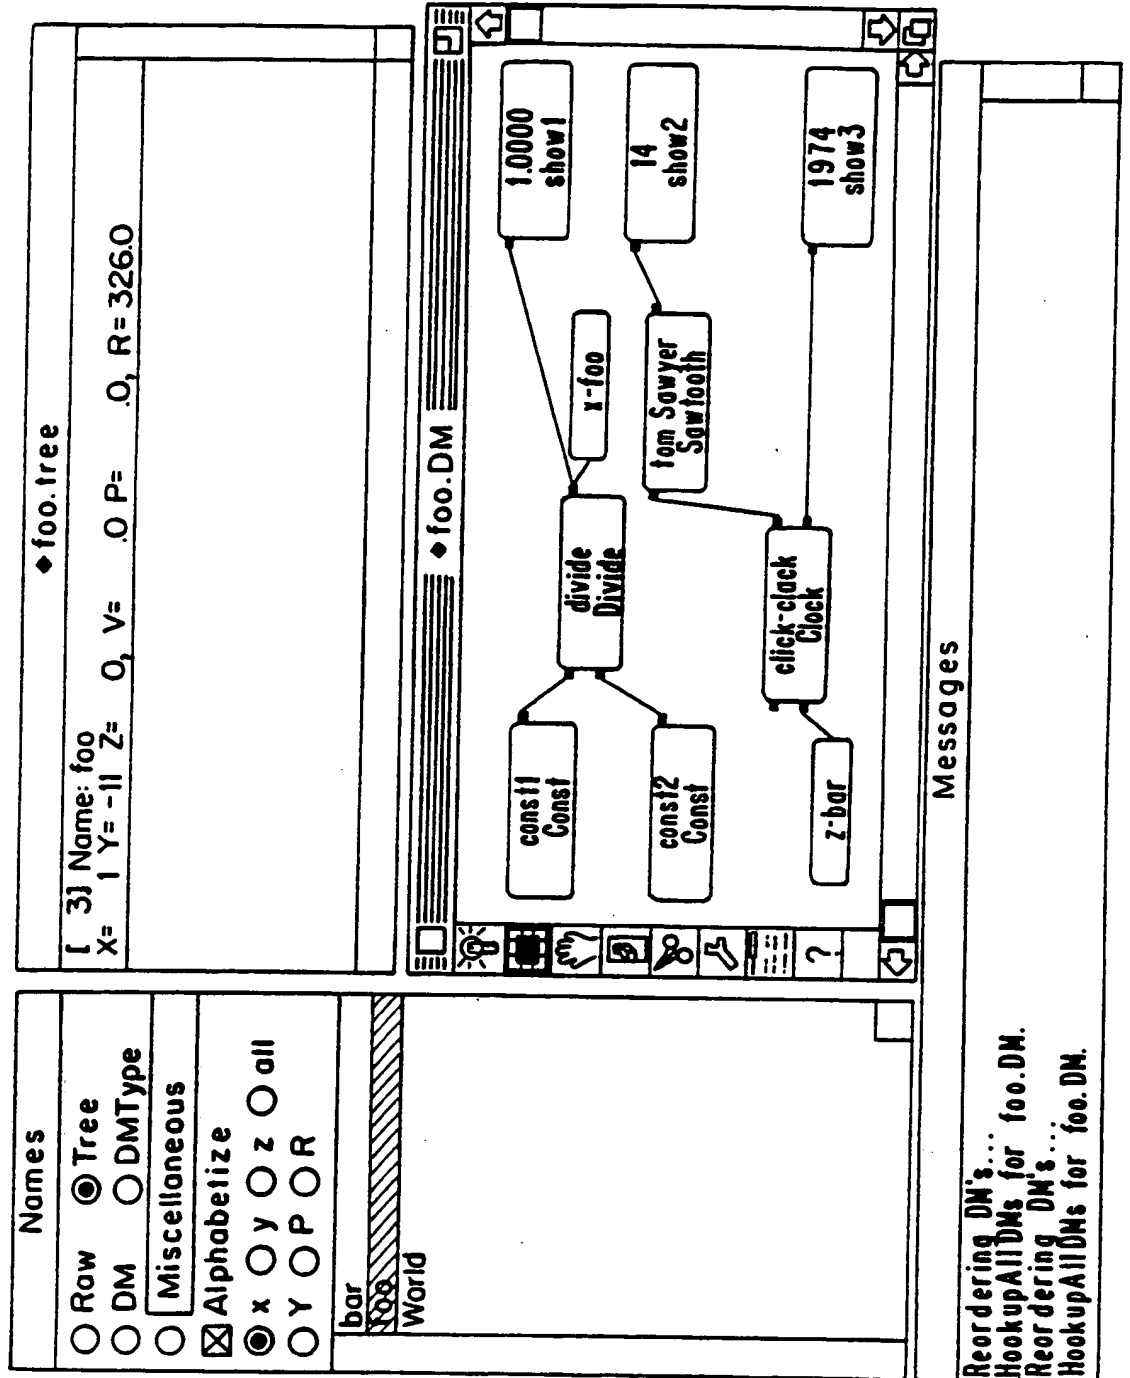 Names
Raw Tree
DM DMType
Miscellaneous
Alphabetize
x y z all
Y P R
bar
foo
World
◆foo.tree
[ 3] Name: foo
X= 1 Y= -11 Z= 0, V= .0 P= .0, R= 326.0
◆foo.DM
const1
Const
const2
Const
z-bar
divide
Divide
click-clack
Clock
x-foo
tom Sawyer
Sawtooth
1.0000
show1
14
show2
1974
show3
?
Messages
Reordering DM's...
HookupAllDMs for foo.DM.
Reordering DM's....
HookupAllDMs for foo.DM.